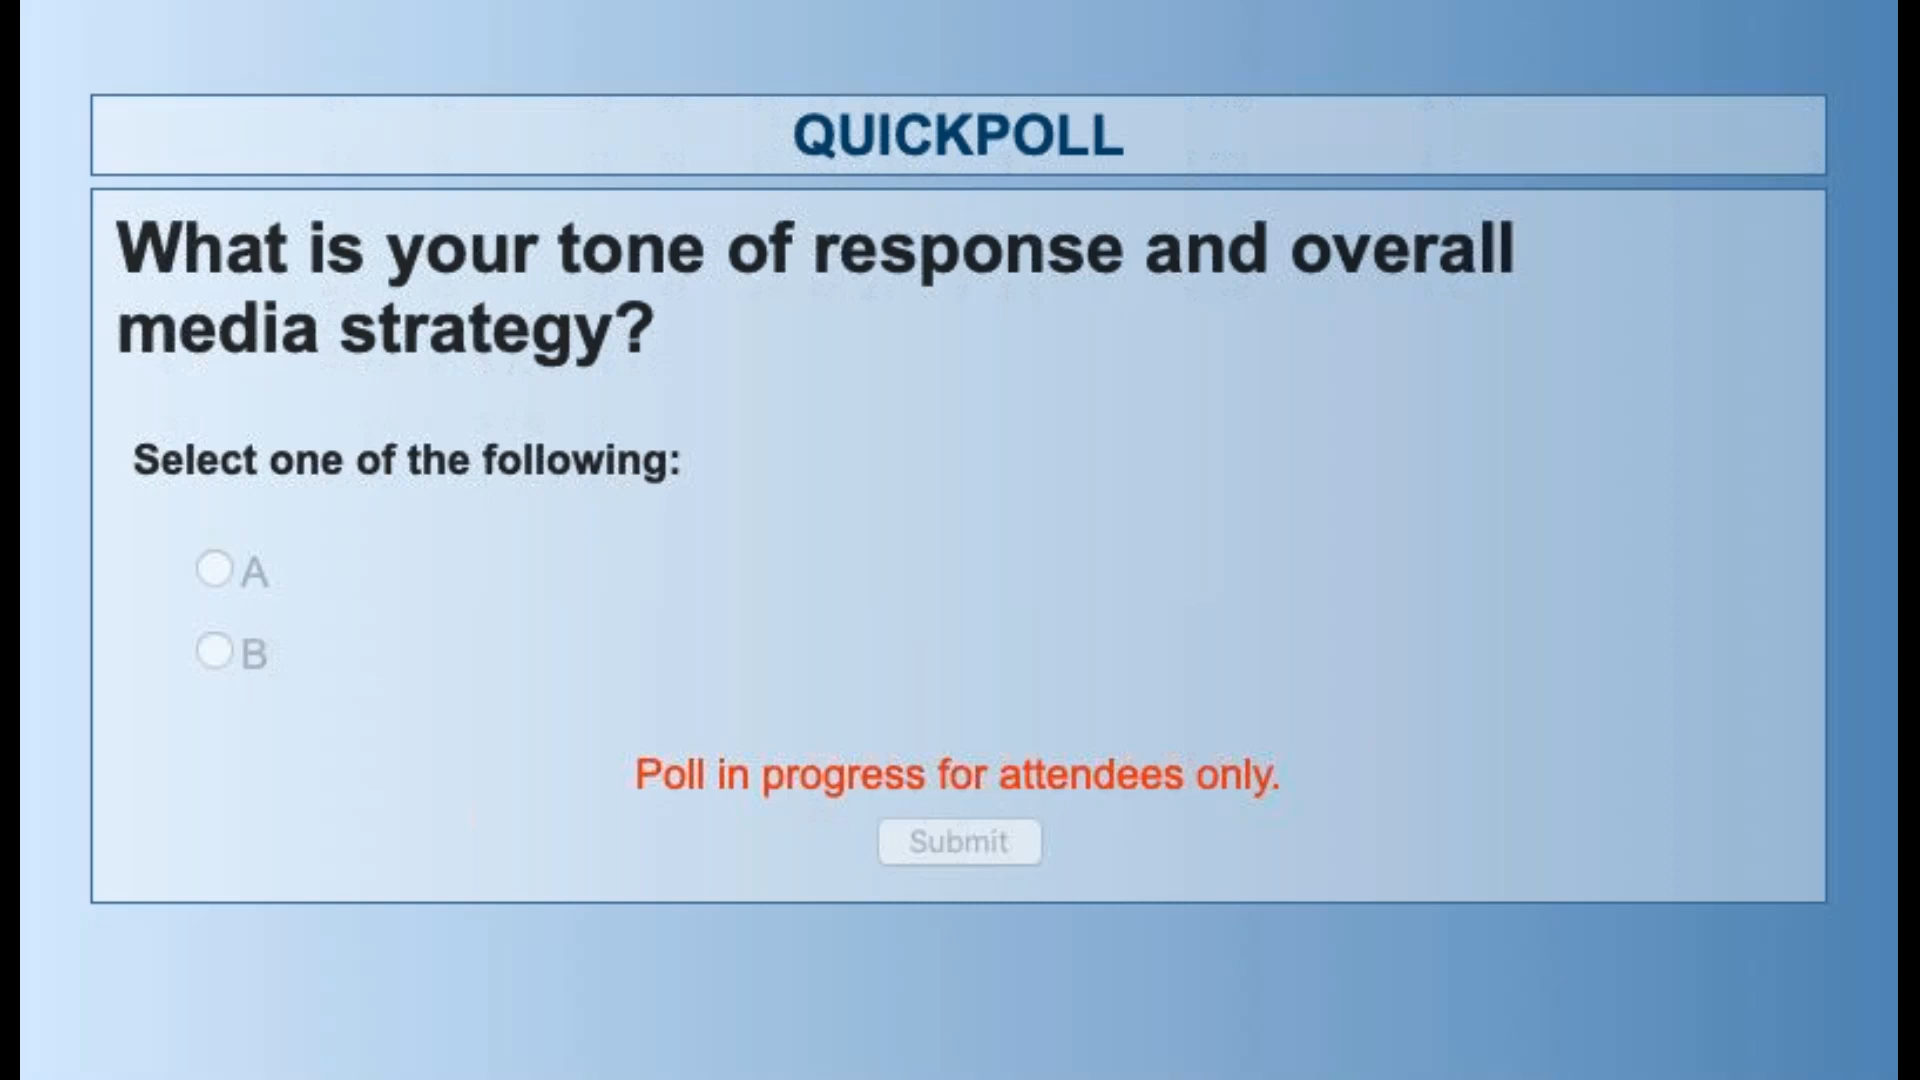 QUICKPOLL
What is your tone of response and overall
media strategy?
Select one of the following:
A
B
Poll in progress for attendees only.
Submit